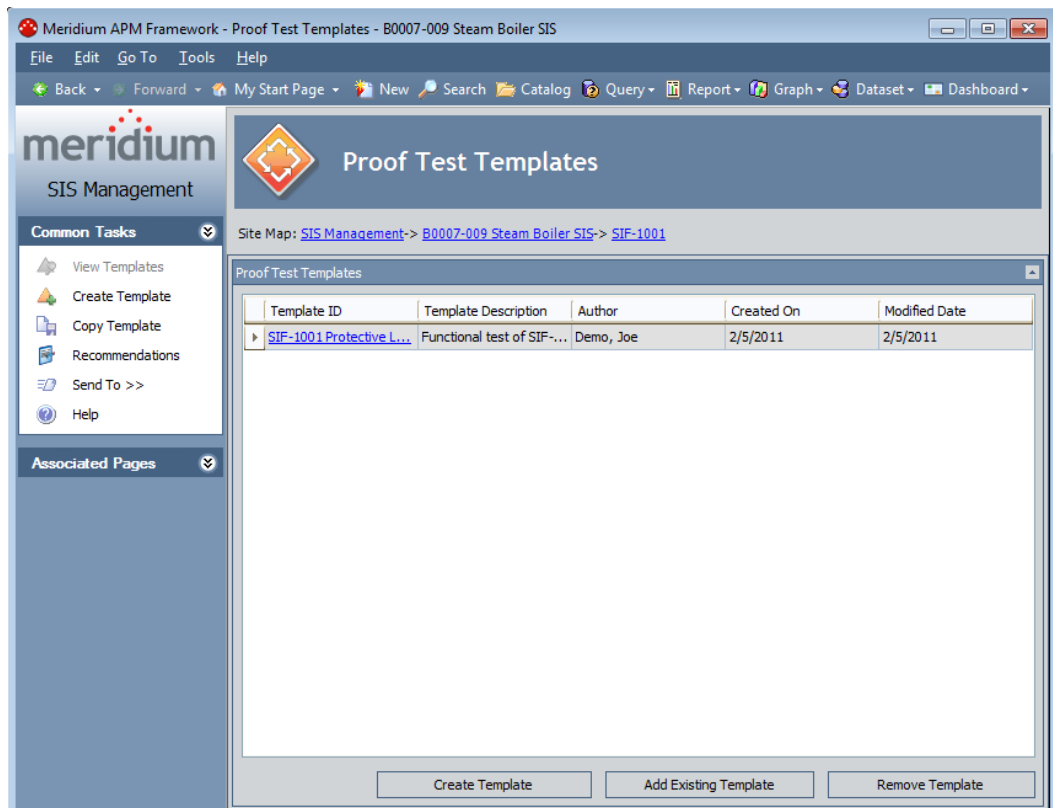 Meridium APM Framework - Proof Test Templates - B0007-009 Steam Boiler SIS
File Edit Go To Tools Help
Back Forward My Start Page New Search Catalog Query Report Graph Dataset Dashboard
meridium
SIS Management
Proof Test Templates
Common Tasks
Site Map: SIS Management-> B0007-009 Steam Boiler SIS-> SIF-1001
View Templates
Create Template
Copy Template
Recommendations
Send To >>
Help
Associated Pages
Proof Test Templates
Template ID Template Description Author Created On Modified Date
SIF-1001 Protective L... Functional test of SIF-... Demo, Joe 2/5/2011 2/5/2011
Create Template Add Existing Template Remove Template